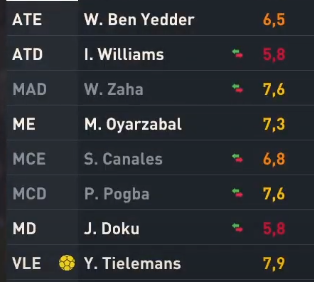 ATE W. Ben Yedder 6,5
ATD I. Williams 5,8
MAD W. Zaha 7,6
ME M. Oyarzabal 7,3
MCE S. Canales 6,8
MCD P. Pogba 7,6
MD J. Doku 5,8
VLE Y. Tielemans 7,9